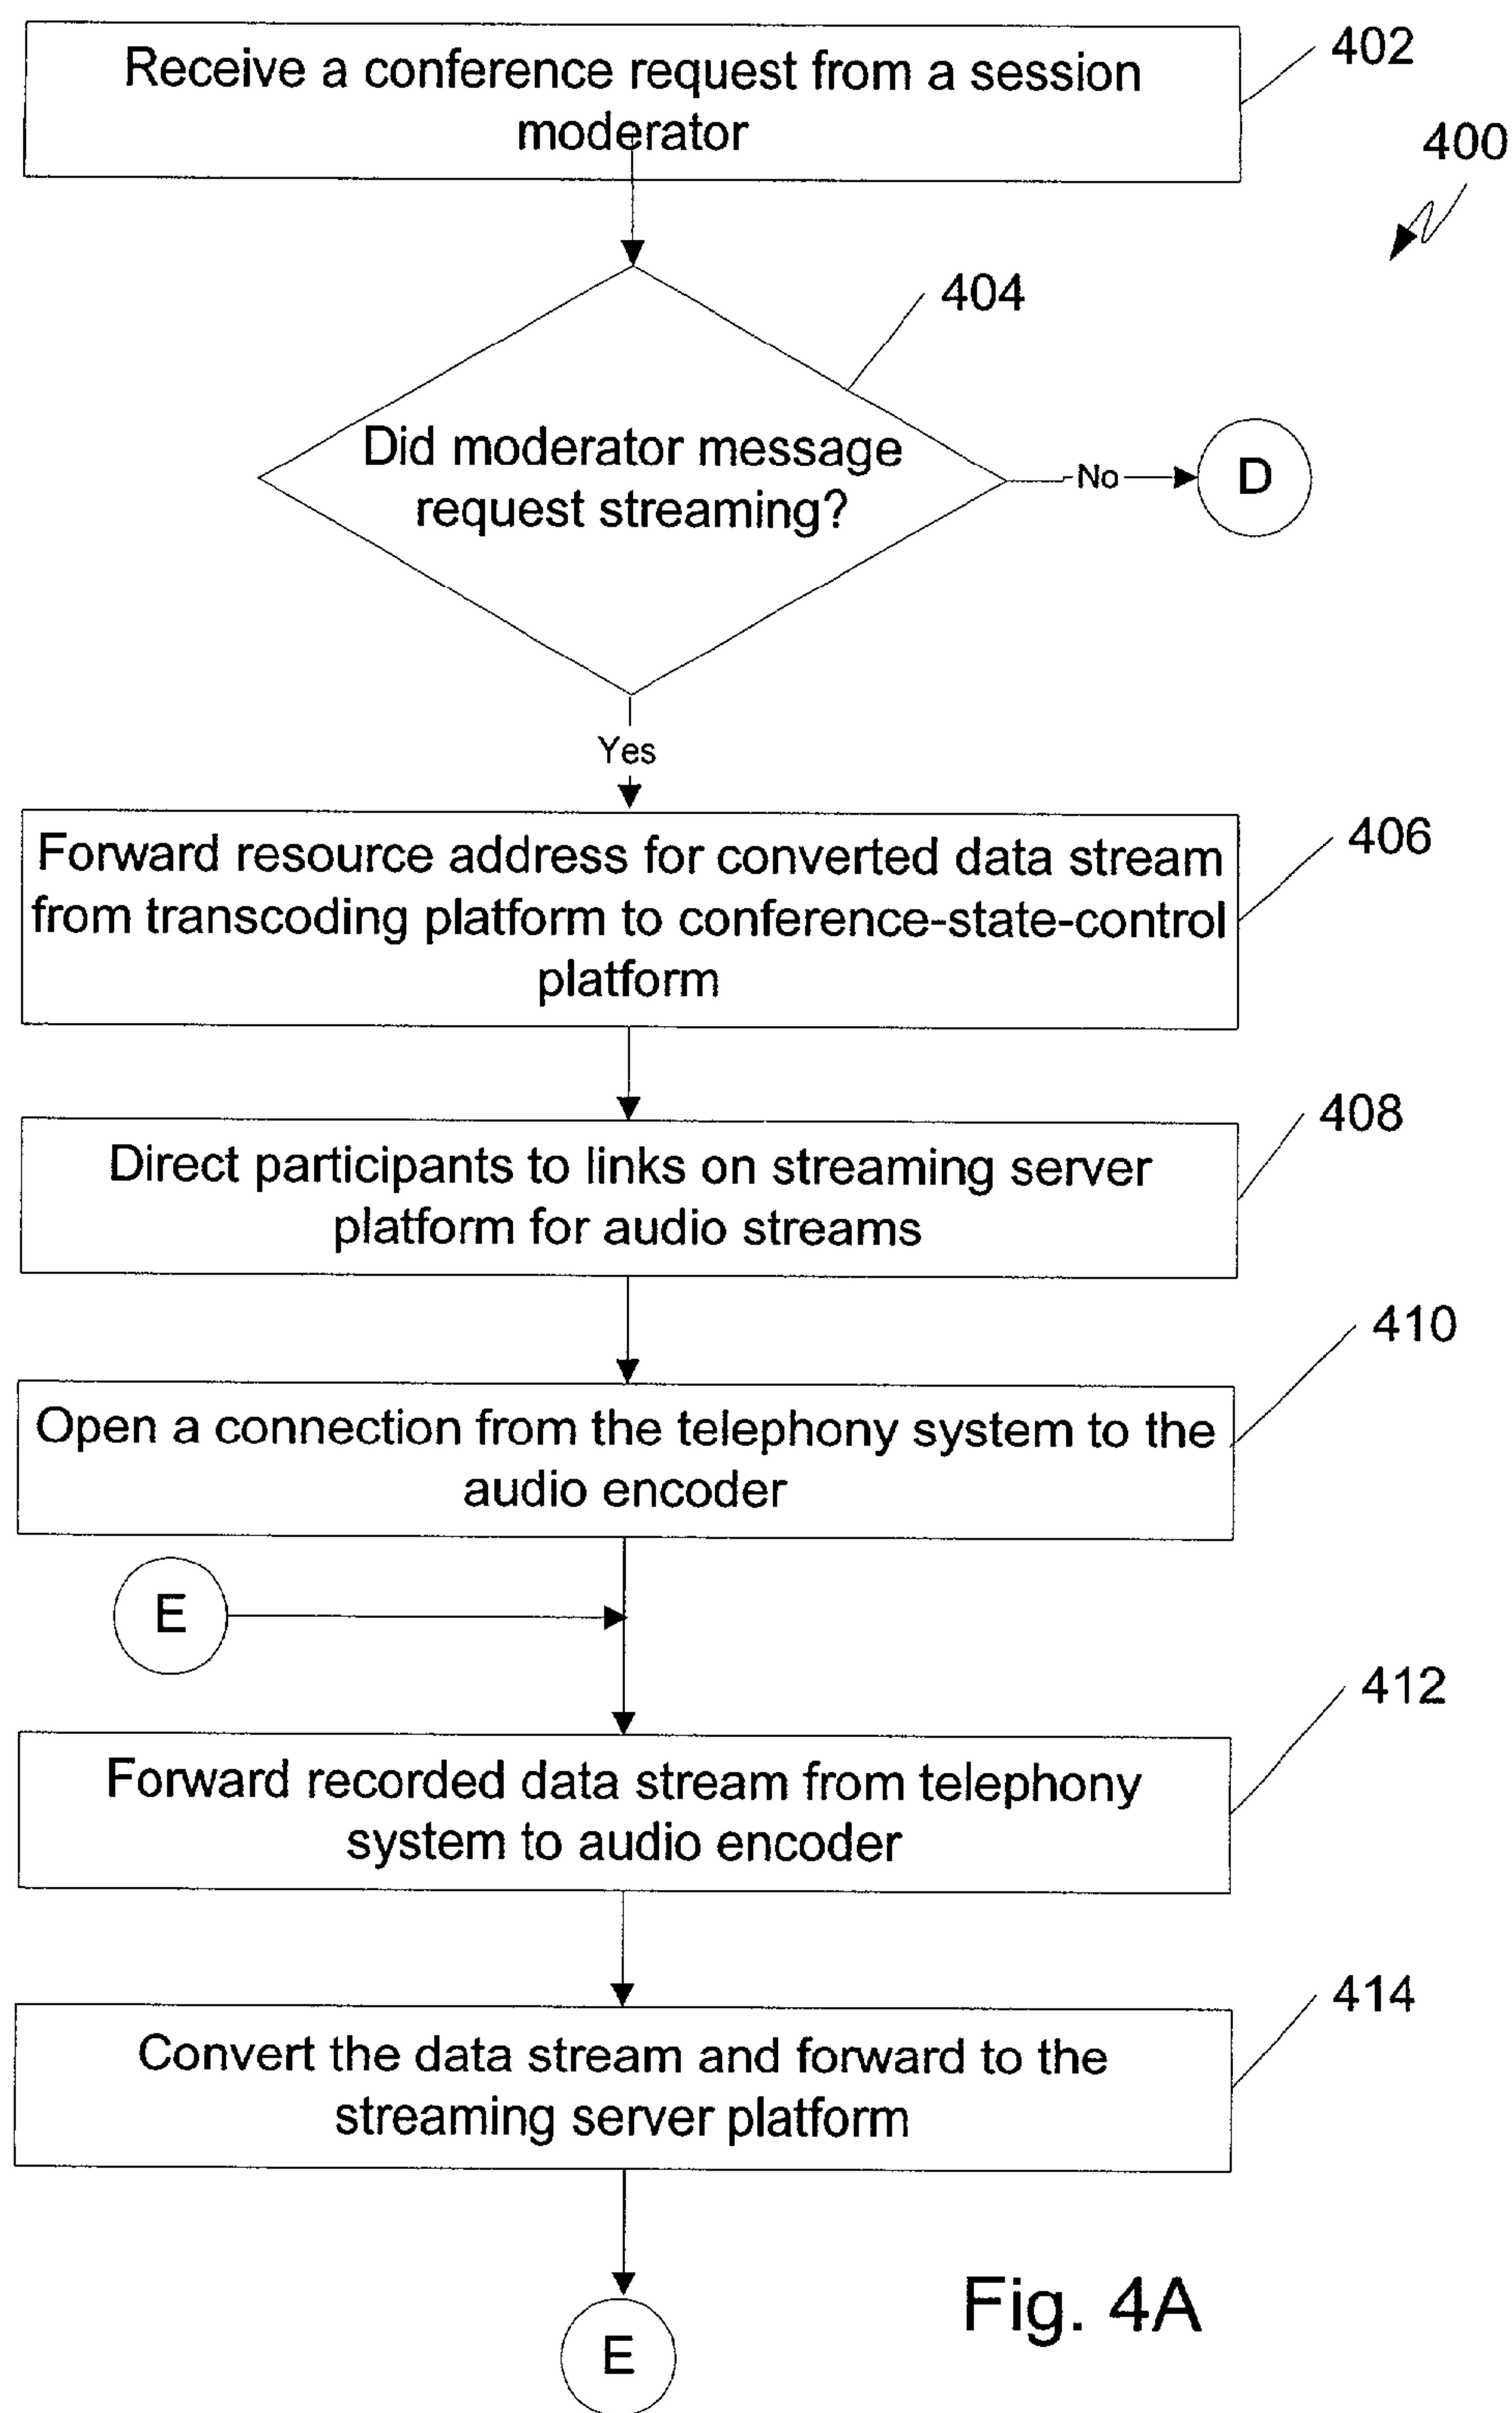 Receive a conference request from a session
moderator
402
400
404
Did moderator message
request streaming?
No
D
Yes
Forward resource address for converted data stream
from transcoding platform to conference-state-control
platform
406
Direct participants to links on streaming server
platform for audio streams
408
Open a connection from the telephony system to the
audio encoder
410
E
Forward recorded data stream from telephony
system to audio encoder
412
Convert the data stream and forward to the
streaming server platform
414
E
Fig. 4A